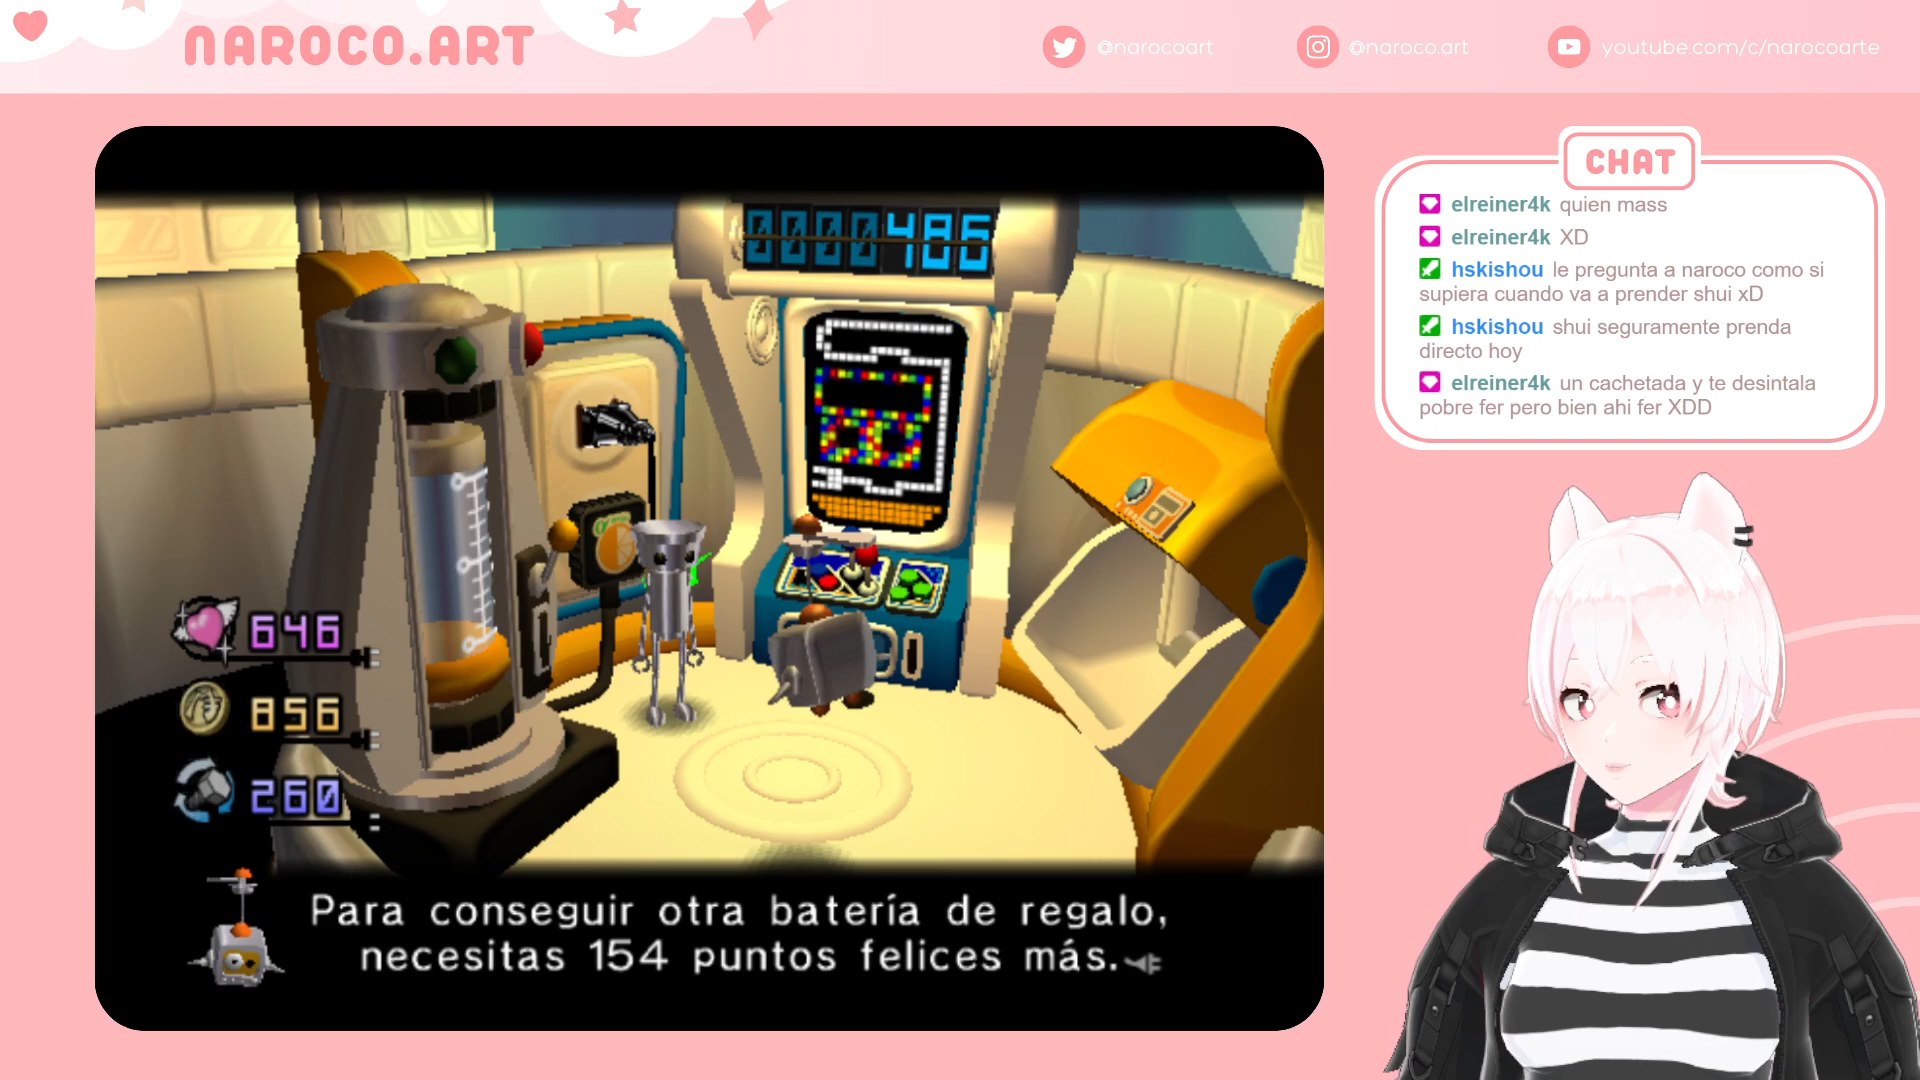 NAROCO.ART
@narocoart
@naroco.art
youtube.com/c/narocoarte
CHAT
elreiner4k quien mass
elreiner4k XD
hskishou le pregunta a naroco como si
supiera cuando va a prender shui xD
hskishou shui seguramente prenda
directo hoy
elreiner4k un cachetada y te desintala
pobre fer pero bien ahi fer XDD
0000486
646
856
260
Para conseguir otra batería de regalo,
necesitas 154 puntos felices más.